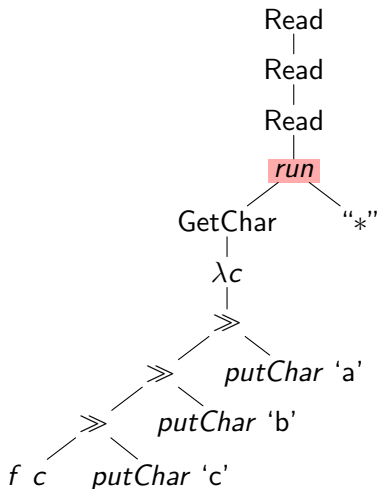 Read
Read
Read
run
GetChar “∗”
λc
≫
≫ putChar ‘a’
≫ putChar ‘b’
f c putChar ‘c’